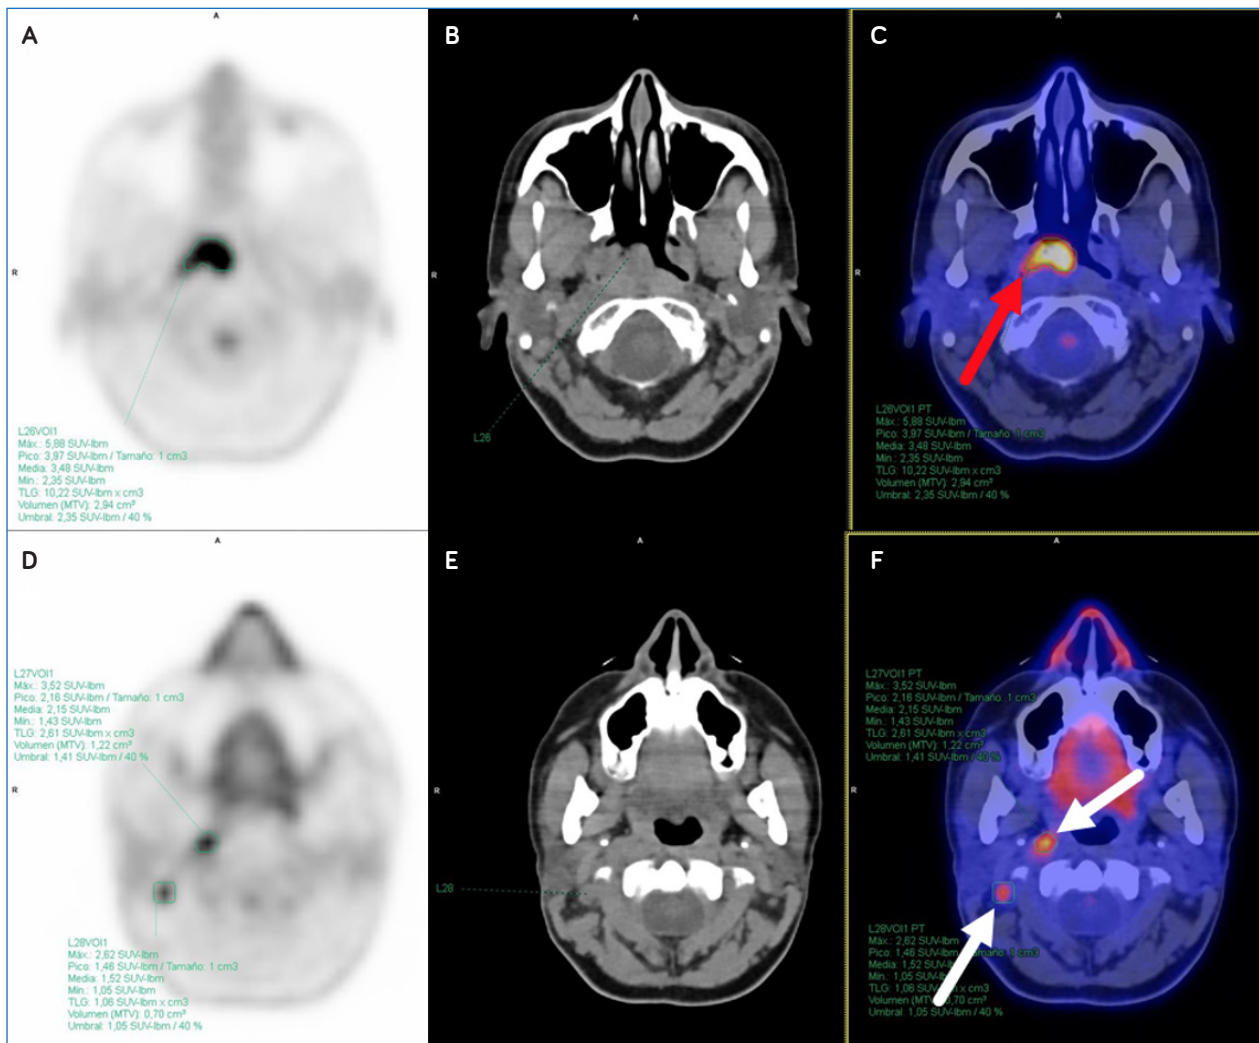 A
A
R
L26VOI1
Máx.: 5,88 SUV-lbm
Pico: 3,97 SUV-lbm / Tamaño: 1 cm3
Media: 3,48 SUV-lbm
Mín.: 2,35 SUV-lbm
TLG: 10,22 SUV-lbm x cm3
Volumen (MTV): 2,94 cm³
Umbral: 2,35 SUV-lbm / 40 %
B
A
R
L26
C
A
R
L26VOI1 PT
Máx.: 5,88 SUV-lbm
Pico: 3,97 SUV-lbm / Tamaño: 1 cm3
Media: 3,48 SUV-lbm
Mín.: 2,35 SUV-lbm
TLG: 10,22 SUV-lbm x cm3
Volumen (MTV): 2,94 cm³
Umbral: 2,35 SUV-lbm / 40 %
D
A
R
L27VOI1
Máx.: 3,52 SUV-lbm
Pico: 2,16 SUV-lbm / Tamaño: 1 cm3
Media: 2,15 SUV-lbm
Mín.: 1,43 SUV-lbm
TLG: 2,61 SUV-lbm x cm3
Volumen (MTV): 1,22 cm³
Umbral: 1,41 SUV-lbm / 40 %
L28VOI1
Máx.: 2,62 SUV-lbm
Pico: 1,46 SUV-lbm / Tamaño: 1 cm3
Media: 1,52 SUV-lbm
Mín.: 1,05 SUV-lbm
TLG: 1,06 SUV-lbm x cm3
Volumen (MTV): 0,70 cm³
Umbral: 1,05 SUV-lbm / 40 %
E
A
R
L28
F
A
R
L27VOI1 PT
Máx.: 3,52 SUV-lbm
Pico: 2,16 SUV-lbm / Tamaño: 1 cm3
Media: 2,15 SUV-lbm
Mín.: 1,43 SUV-lbm
TLG: 2,61 SUV-lbm x cm3
Volumen (MTV): 1,22 cm³
Umbral: 1,41 SUV-lbm / 40 %
L28VOI1 PT
Máx.: 2,62 SUV-lbm
Pico: 1,46 SUV-lbm / Tamaño: 1 cm3
Media: 1,52 SUV-lbm
Mín.: 1,05 SUV-lbm
TLG: 1,06 SUV-lbm x cm3
Volumen (MTV): 0,70 cm³
Umbral: 1,05 SUV-lbm / 40 %